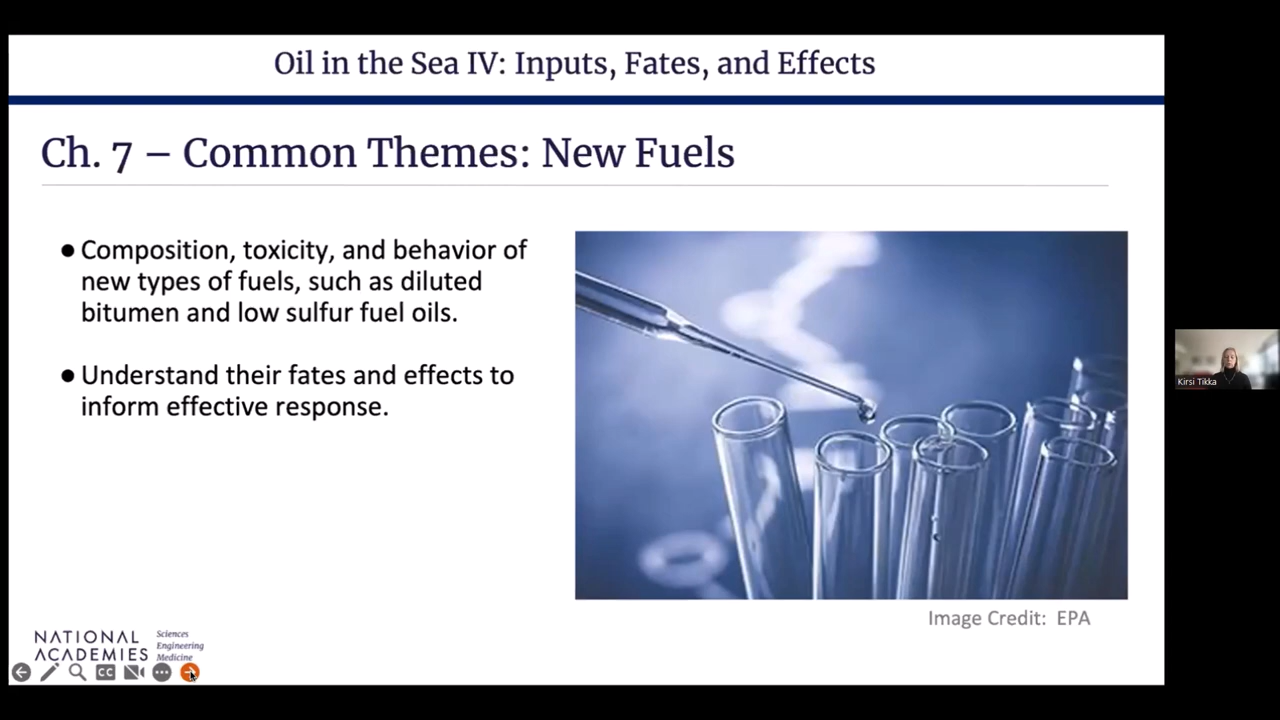 Oil in the Sea IV: Inputs, Fates, and Effects
Ch. 7 – Common Themes: New Fuels
● Composition, toxicity, and behavior of
new types of fuels, such as diluted
bitumen and low sulfur fuel oils.
● Understand their fates and effects to
inform effective response.
Image Credit: EPA
Kirsi Tikka
NATIONAL
ACADEMIES
Sciences
Engineering
Medicine
CC